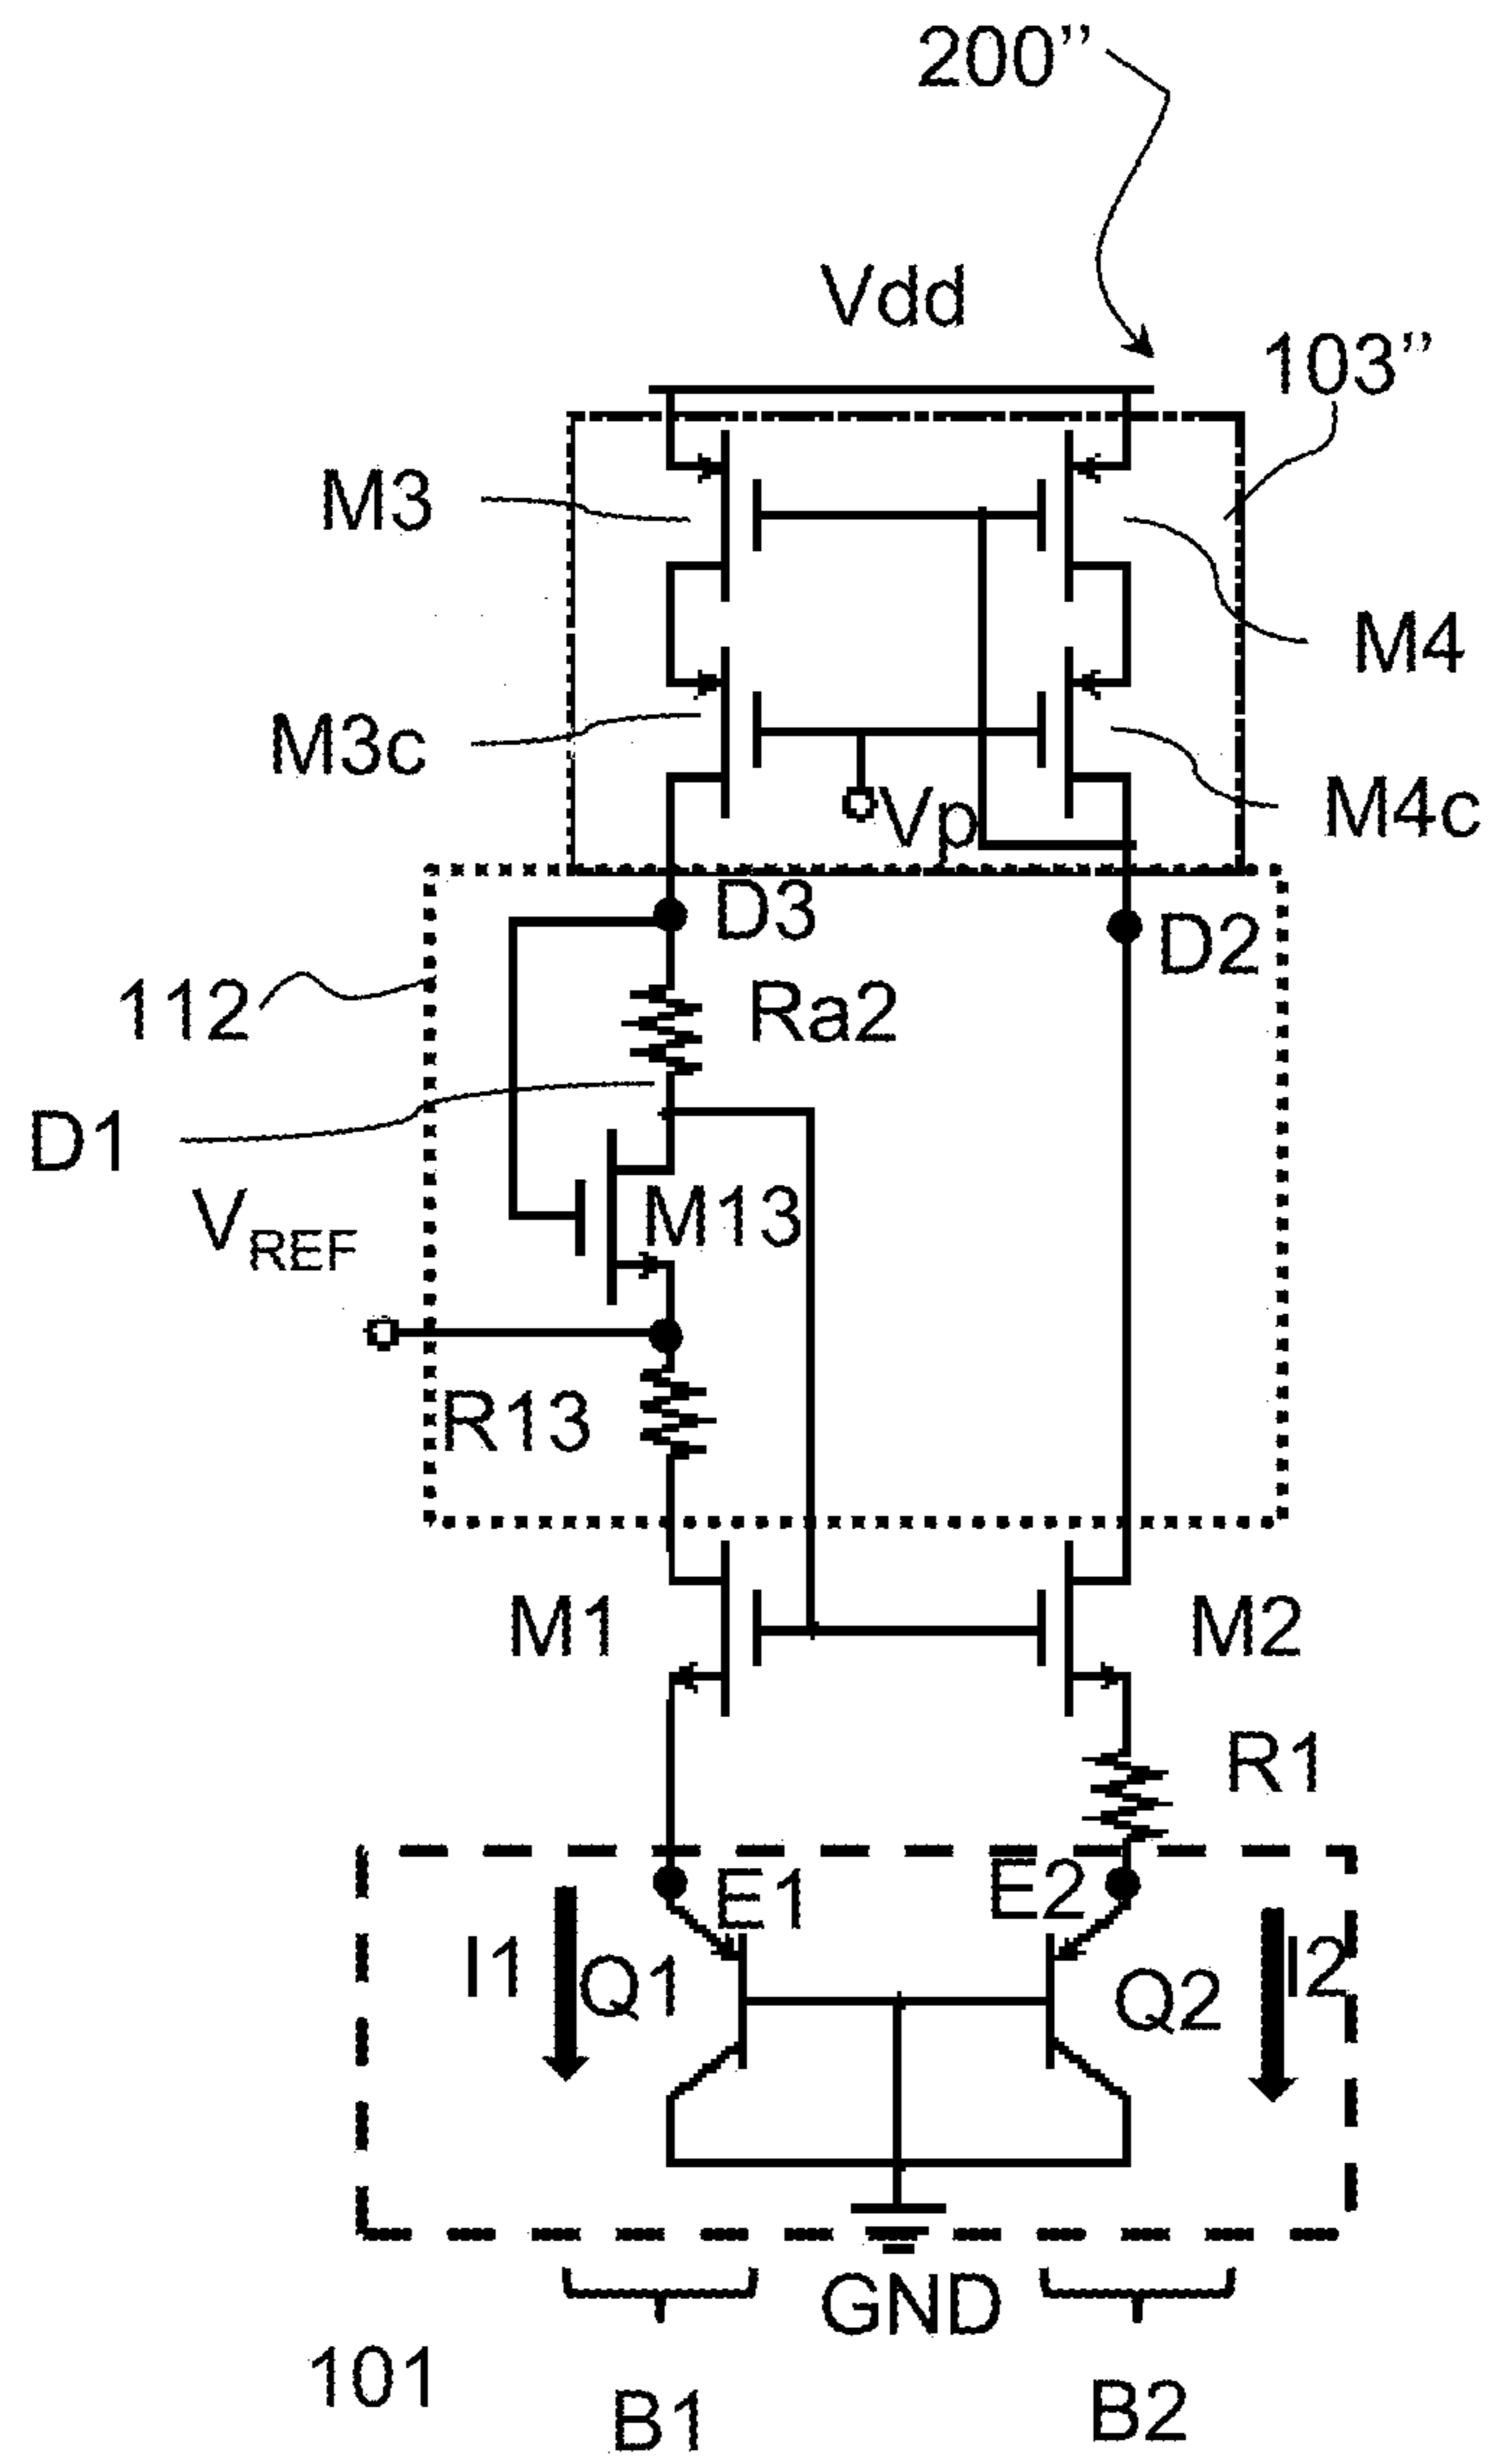 200”
Vdd
103”
M3
M4
M3c
M4c
Vp
D3
D2
112
Ra2
D1
M13
VREF
R13
M1
M2
R1
E1
E2
I1
Q1
Q2
I2
GND
101
B1
B2